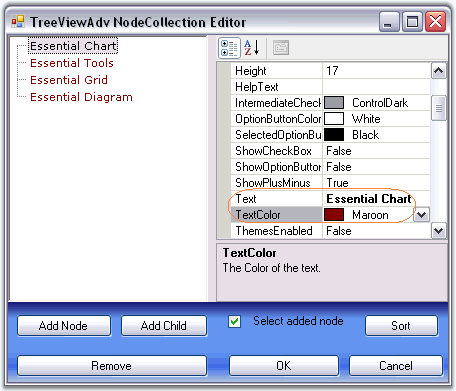 TreeViewAdv NodeCollection Editor
Essential Chart
Essential Tools
Essential Grid
Essential Diagram
Height 17
HelpText
IntermediateCheck ControlDark
OptionButtonColor White
SelectedOptionBu Black
ShowCheckBox False
ShowOptionButton False
ShowPlusMinus True
Text Essential Chart
TextColor Maroon
ThemesEnabled False
TextColor
The Color of the text.
Add Node Add Child Select added node Sort
Remove OK Cancel